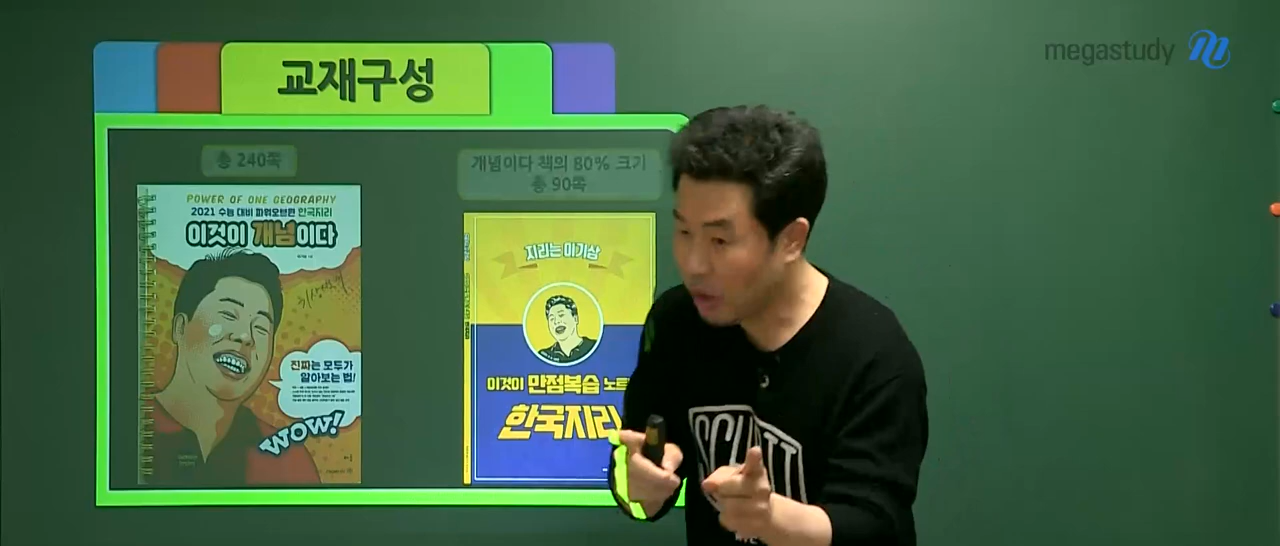 megastudy
교재구성
총 240쪽
개념이다 책의 80% 크기
총 90쪽
POWER OF ONE GEOGRAPHY
2021 수능 대비 파워오브원 한국지리
이것이 개념이다
진짜는 모두가
알아보는 법!
WOW!
지리는 이기상
이것이 만점복습 노트
한국지리